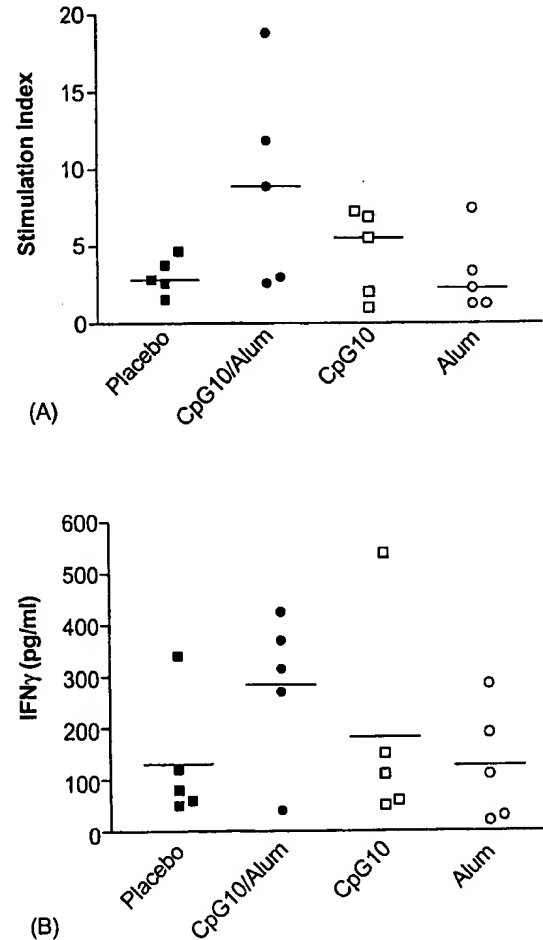 Stimulation Index
20
15
10
5
0
Placebo
CpG10/Alum
CpG10
Alum
(A)
IFNγ (pg/ml)
600
500
400
300
200
100
0
Placebo
CpG10/Alum
CpG10
Alum
(B)